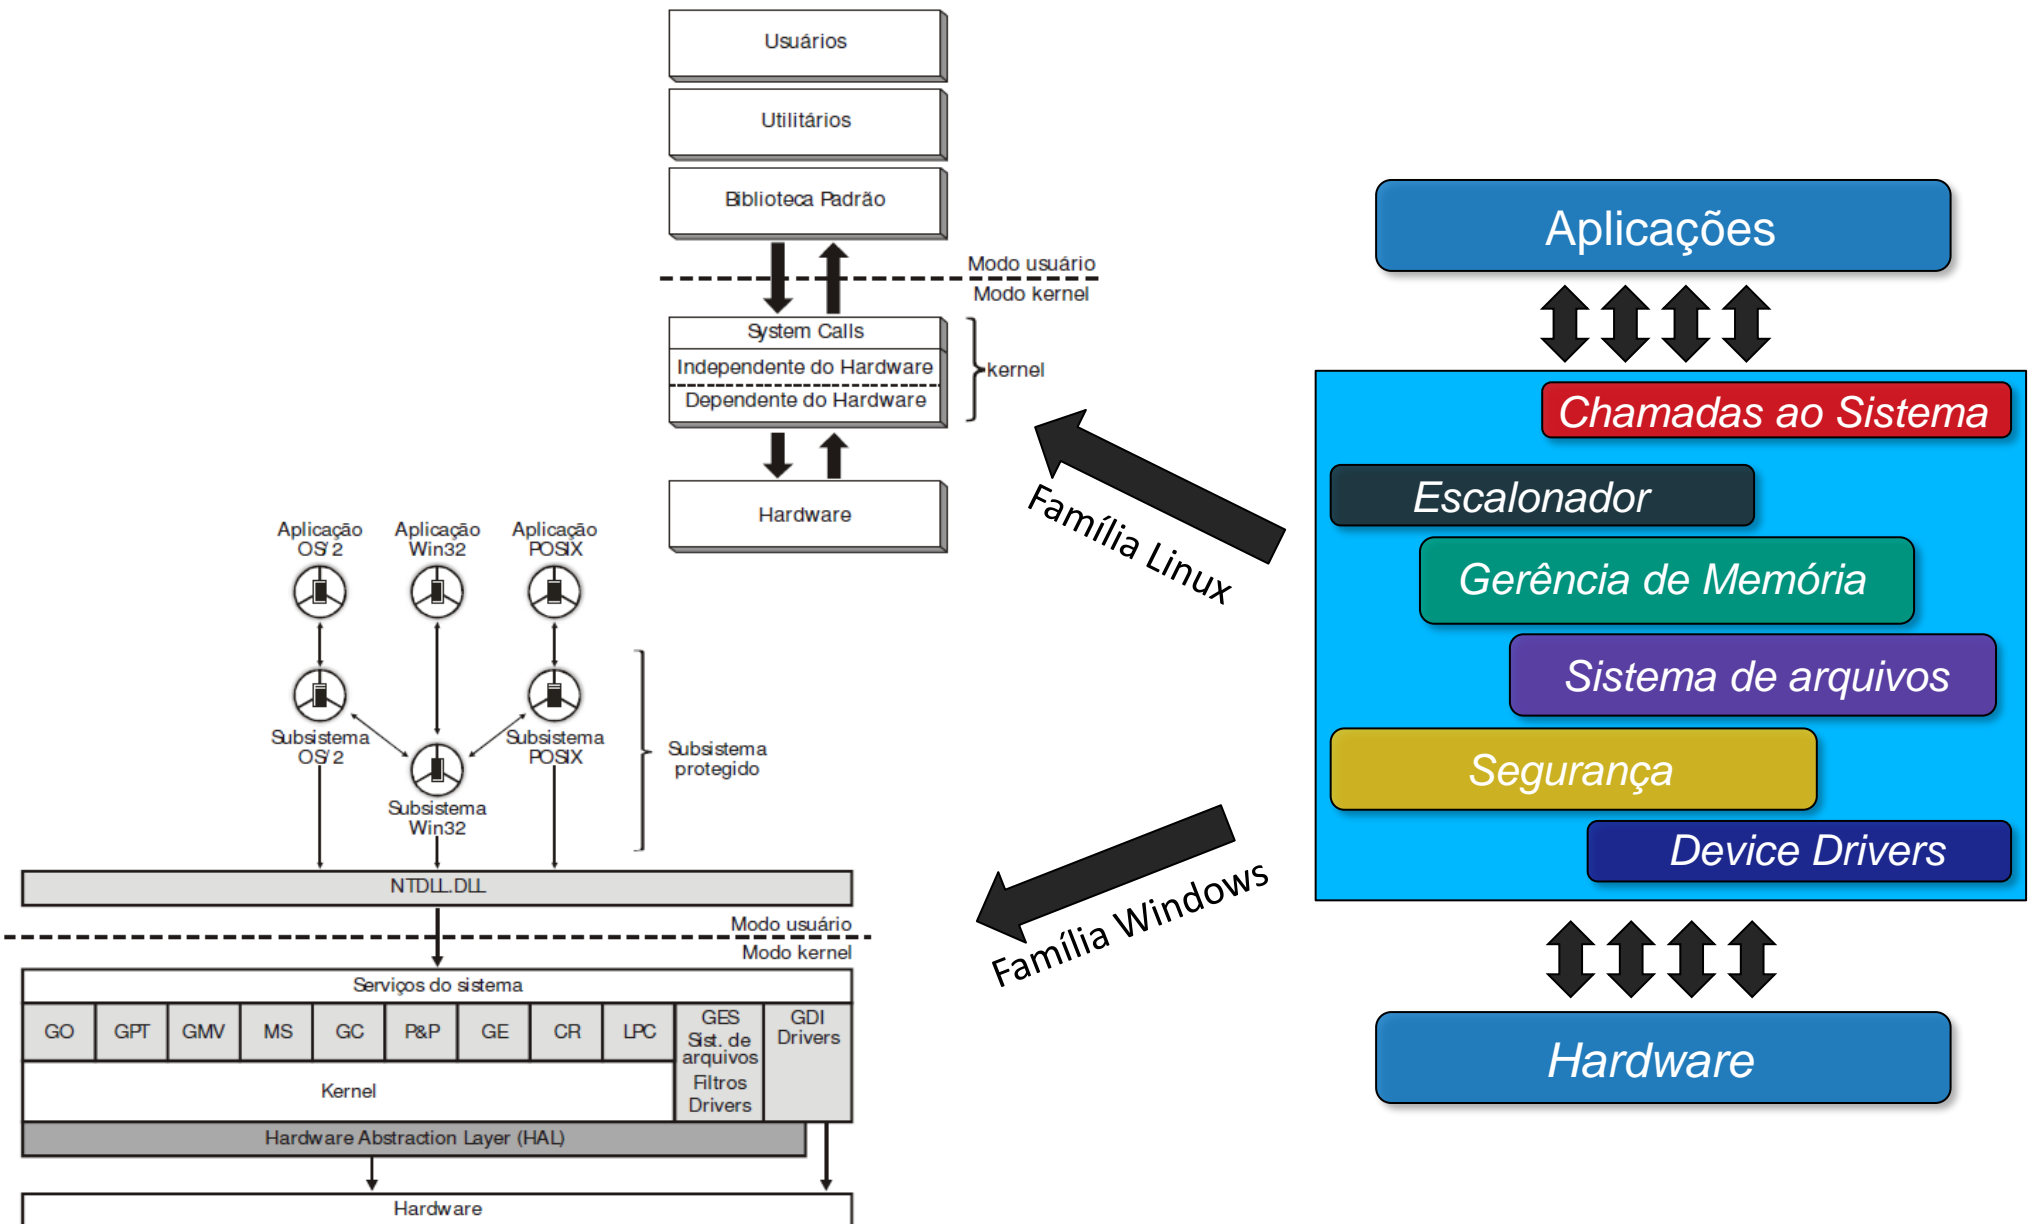 Usuários
Utilitários
Biblioteca Padrão
Modo usuário
Modo kernel
System Calls
Independente do Hardware
Dependente do Hardware
kernel
Hardware
Família Linux
Aplicação
OS/2
Aplicação
Win32
Aplicação
POSIX
Subsistema
OS/2
Subsistema
POSIX
Subsistema
Win32
Subsistema
protegido
NTDLL.DLL
Modo usuário
Modo kernel
Serviços do sistema
GO
GPT
GMV
MS
GC
P&P
GE
CR
LPC
GES
Sist. de
arquivos
Filtros
Drivers
GDI
Drivers
Kernel
Hardware Abstraction Layer (HAL)
Hardware
Família Windows
Aplicações
Chamadas ao Sistema
Escalonador
Gerência de Memória
Sistema de arquivos
Segurança
Device Drivers
Hardware